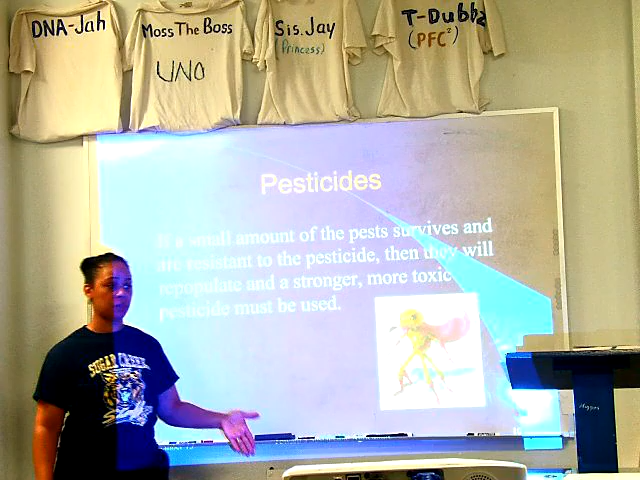 DNA-Jah
Moss The Boss
UNO
Sis. Jay
(Princess)
T-Dubbz
(PFC²)
Pesticides
If a small amount of the pests survives and
are resistant to the pesticide, then they will
repopulate and a stronger, more toxic
pesticide must be used.
SUGAR CREEK
Higgins